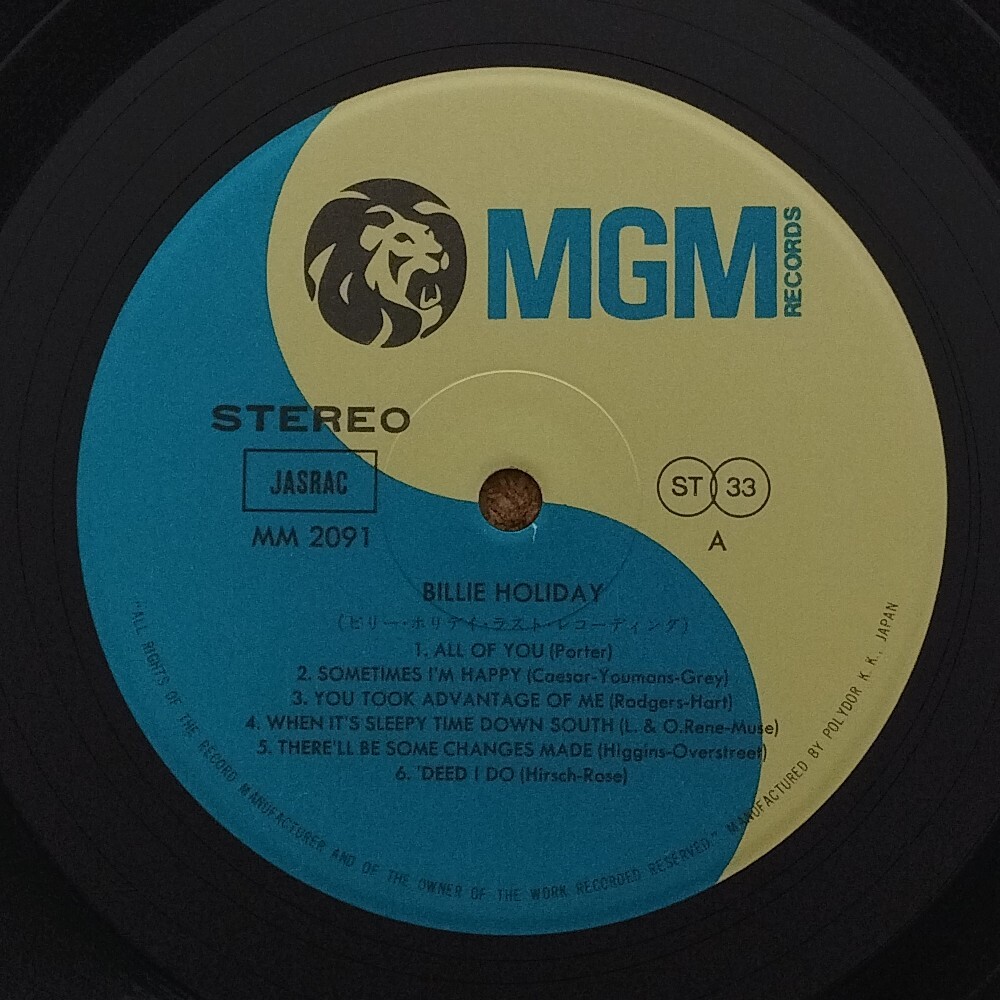 MGM RECORDS
STEREO
JASRAC
MM 2091
ST 33
A
BILLIE HOLIDAY
(ビリー・ホリデイ・ラスト・レコーディング)
1. ALL OF YOU (Porter)
2. SOMETIMES I'M HAPPY (Caesar-Youmans-Grey)
3. YOU TOOK ADVANTAGE OF ME (Rodgers-Hart)
4. WHEN IT'S SLEEPY TIME DOWN SOUTH (L. & O.Rene-Muse)
5. THERE'LL BE SOME CHANGES MADE (Higgins-Overstreet)
6. 'DEED I DO (Hirsch-Rose)
"ALL RIGHTS OF THE RECORD MANUFACTURER AND OF THE OWNER OF THE WORK RECORDED RESERVED." MANUFACTURED BY POLYDOR K.K., JAPAN